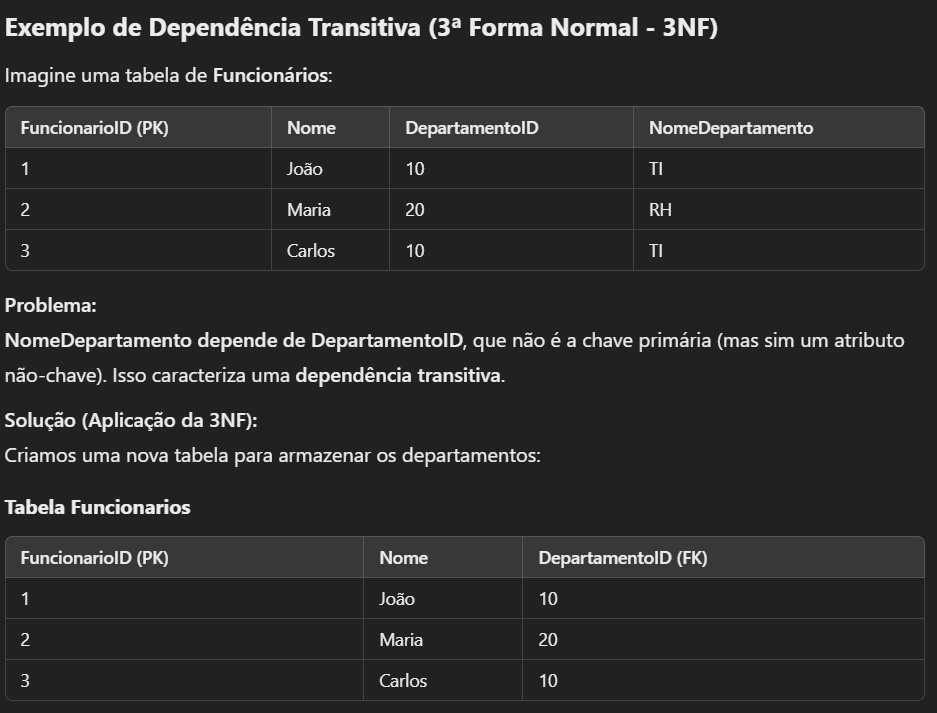 Exemplo de Dependência Transitiva (3ª Forma Normal - 3NF)
Imagine uma tabela de Funcionários:
FuncionarioID (PK) Nome DepartamentoID NomeDepartamento
1 João 10 TI
2 Maria 20 RH
3 Carlos 10 TI
Problema:
NomeDepartamento depende de DepartamentoID, que não é a chave primária (mas sim um atributo
não-chave). Isso caracteriza uma dependência transitiva.
Solução (Aplicação da 3NF):
Criamos uma nova tabela para armazenar os departamentos:
Tabela Funcionarios
FuncionarioID (PK) Nome DepartamentoID (FK)
1 João 10
2 Maria 20
3 Carlos 10